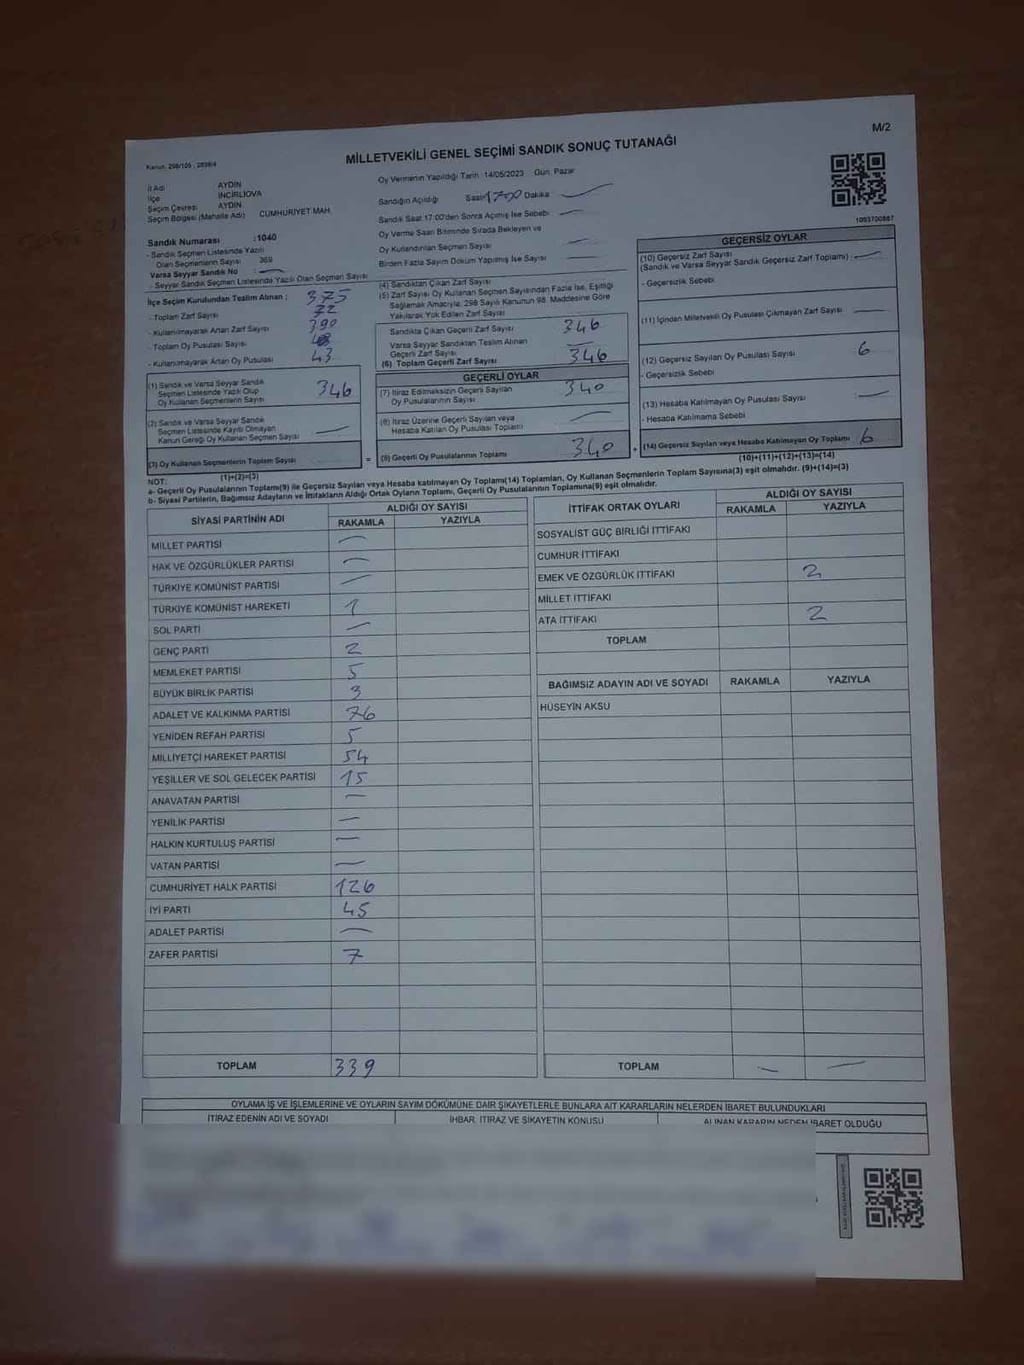 M/2
Kanun: 298/105 , 2839/4
MİLLETVEKİLİ GENEL SEÇİMİ SANDIK SONUÇ TUTANAĞI
İl Adı AYDIN
İlçe İNCİRLİOVA
Seçim Çevresi AYDIN
Seçim Bölgesi (Mahalle Adı) CUMHURİYET MAH.
Sandık Numarası :1040
- Sandık Seçmen Listesinde Yazılı
Olan Seçmenlerin Sayısı 369
Varsa Seyyar Sandık No
- Seyyar Sandık Seçmen Listesinde Yazılı Olan Seçmen Sayısı
İlçe Seçim Kurulundan Teslim Alınan ; 375
- Toplam Zarf Sayısı 72
- Kullanılmayarak Artan Zarf Sayısı 390
- Toplam Oy Pusulası Sayısı
- Kullanılmayarak Artan Oy Pusulası 43
(1) Sandık ve Varsa Seyyar Sandık
Seçmen Listesinde Yazılı Olup
Oy Kullanan Seçmenlerin Sayısı 346
(2) Sandık ve Varsa Seyyar Sandık
Seçmen Listesinde Kayıtlı Olmayan
Kanun Gereği Oy Kullanan Seçmen Sayısı —
(3) Oy Kullanan Seçmenlerin Toplam Sayısı
(1)+(2)=(3)
Oy Vermenin Yapıldığı Tarih 14/05/2023 Gün: Pazar
Sandığın Açıldığı Saat 1700 Dakika —
Sandık Saat 17:00'den Sonra Açılmış İse Sebebi —
Oy Verme Saati Bitiminde Sırada Bekleyen ve
Oy Kullandırılan Seçmen Sayısı —
Birden Fazla Sayım Döküm Yapılmış İse Sayısı —
(4) Sandıktan Çıkan Zarf Sayısı
(5) Zarf Sayısı Oy Kullanan Seçmen Sayısından Fazla İse, Eşitliği
Sağlamak Amacıyla, 298 Sayılı Kanunun 98. Maddesine Göre
Yakılarak Yok Edilen Zarf Sayısı
Sandıkta Çıkan Geçerli Zarf Sayısı 346
Varsa Seyyar Sandıktan Teslim Alınan
Geçerli Zarf Sayısı —
(6) Toplam Geçerli Zarf Sayısı 346
GEÇERLİ OYLAR
(7) İtiraz Edilmeksizin Geçerli Sayılan
Oy Pusulalarının Sayısı 340
(8) İtiraz Üzerine Geçerli Sayılan veya
Hesaba Katılan Oy Pusulası Toplamı —
(9) Geçerli Oy Pusulalarının Toplamı 340
1093700867
GEÇERSİZ OYLAR
(10) Geçersiz Zarf Sayısı
(Sandık ve Varsa Seyyar Sandık Geçersiz Zarf Toplamı) : —
- Geçersizlik Sebebi
(11) İçinden Milletvekili Oy Pusulası Çıkmayan Zarf Sayısı —
(12) Geçersiz Sayılan Oy Pusulası Sayısı 6
- Geçersizlik Sebebi
(13) Hesaba Katılmayan Oy Pusulası Sayısı —
- Hesaba Katılmama Sebebi
(14) Geçersiz Sayılan veya Hesaba Katılmayan Oy Toplamı 6
(10)+(11)+(12)+(13)=(14)
NOT:
a- Geçerli Oy Pusulalarının Toplamı(9) ile Geçersiz Sayılan veya Hesaba katılmayan Oy Toplamı(14) Toplamları, Oy Kullanan Seçmenlerin Toplam Sayısına(3) eşit olmalıdır. (9)+(14)=(3)
b- Siyasi Partilerin, Bağımsız Adayların ve İttifakların Aldığı Ortak Oyların Toplamı, Geçerli Oy Pusulalarının Toplamına(9) eşit olmalıdır.
SİYASİ PARTİNİN ADI ALDIĞI OY SAYISI
RAKAMLA YAZIYLA
MİLLET PARTİSİ —
HAK VE ÖZGÜRLÜKLER PARTİSİ —
TÜRKİYE KOMÜNİST PARTİSİ —
TÜRKİYE KOMÜNİST HAREKETİ 1
SOL PARTİ —
GENÇ PARTİ 2
MEMLEKET PARTİSİ 5
BÜYÜK BİRLİK PARTİSİ 3
ADALET VE KALKINMA PARTİSİ 76
YENİDEN REFAH PARTİSİ 5
MİLLİYETÇİ HAREKET PARTİSİ 54
YEŞİLLER VE SOL GELECEK PARTİSİ 15
ANAVATAN PARTİSİ —
YENİLİK PARTİSİ —
HALKIN KURTULUŞ PARTİSİ —
VATAN PARTİSİ —
CUMHURİYET HALK PARTİSİ 126
İYİ PARTİ 45
ADALET PARTİSİ —
ZAFER PARTİSİ 7
TOPLAM 339
İTTİFAK ORTAK OYLARI ALDIĞI OY SAYISI
RAKAMLA YAZIYLA
SOSYALİST GÜÇ BİRLİĞİ İTTİFAKI
CUMHUR İTTİFAKI
EMEK VE ÖZGÜRLÜK İTTİFAKI 2
MİLLET İTTİFAKI
ATA İTTİFAKI 2
TOPLAM
BAĞIMSIZ ADAYIN ADI VE SOYADI RAKAMLA YAZIYLA
HÜSEYİN AKSU
TOPLAM — —
OYLAMA İŞ VE İŞLEMLERİNE VE OYLARIN SAYIM DÖKÜMÜNE DAİR ŞİKAYETLERLE BUNLARA AİT KARARLARIN NELERDEN İBARET BULUNDUKLARI
İTİRAZ EDENİN ADI VE SOYADI İHBAR, İTİRAZ VE ŞİKAYETİN KONUSU ALINAN KARARIN NEDEN İBARET OLDUĞU